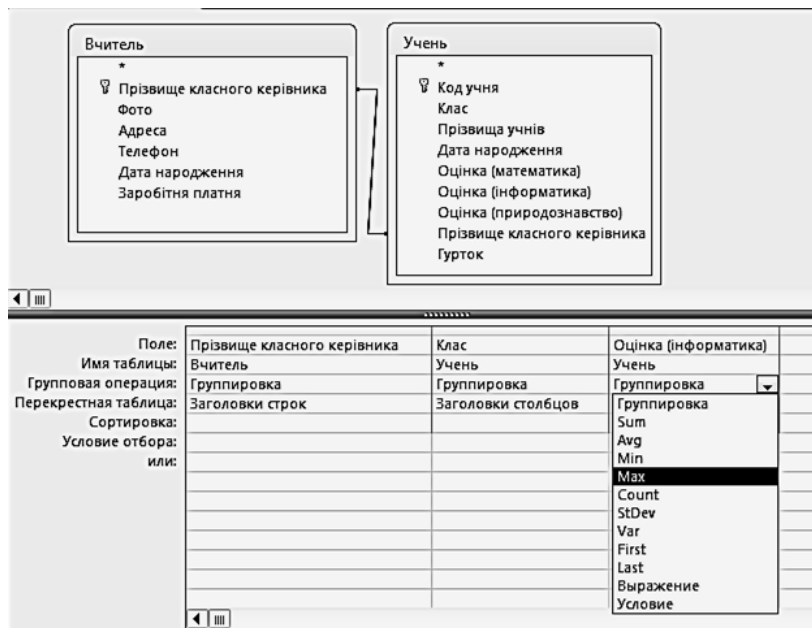 Вчитель
*
Прізвище класного керівника
Фото
Адреса
Телефон
Дата народження
Заробітня платня
Учень
*
Код учня
Клас
Прізвища учнів
Дата народження
Оцінка (математика)
Оцінка (інформатика)
Оцінка (природознавство)
Прізвище класного керівника
Гурток
Поле: Прізвище класного керівника Клас Оцінка (інформатика)
Имя таблицы: Вчитель Учень Учень
Групповая операция: Группировка Группировка Группировка
Перекрестная таблица: Заголовки строк Заголовки столбцов
Сортировка:
Условие отбора:
или:
Группировка
Sum
Avg
Min
Max
Count
StDev
Var
First
Last
Выражение
Условие